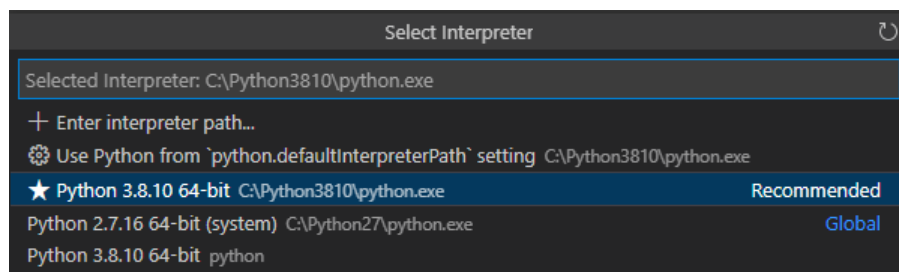 Select Interpreter
Selected Interpreter: C:\Python3810\python.exe
Enter interpreter path...
Use Python from `python.defaultInterpreterPath` setting C:\Python3810\python.exe
Python 3.8.10 64-bit C:\Python3810\python.exe Recommended
Python 2.7.16 64-bit (system) C:\Python27\python.exe Global
Python 3.8.10 64-bit python